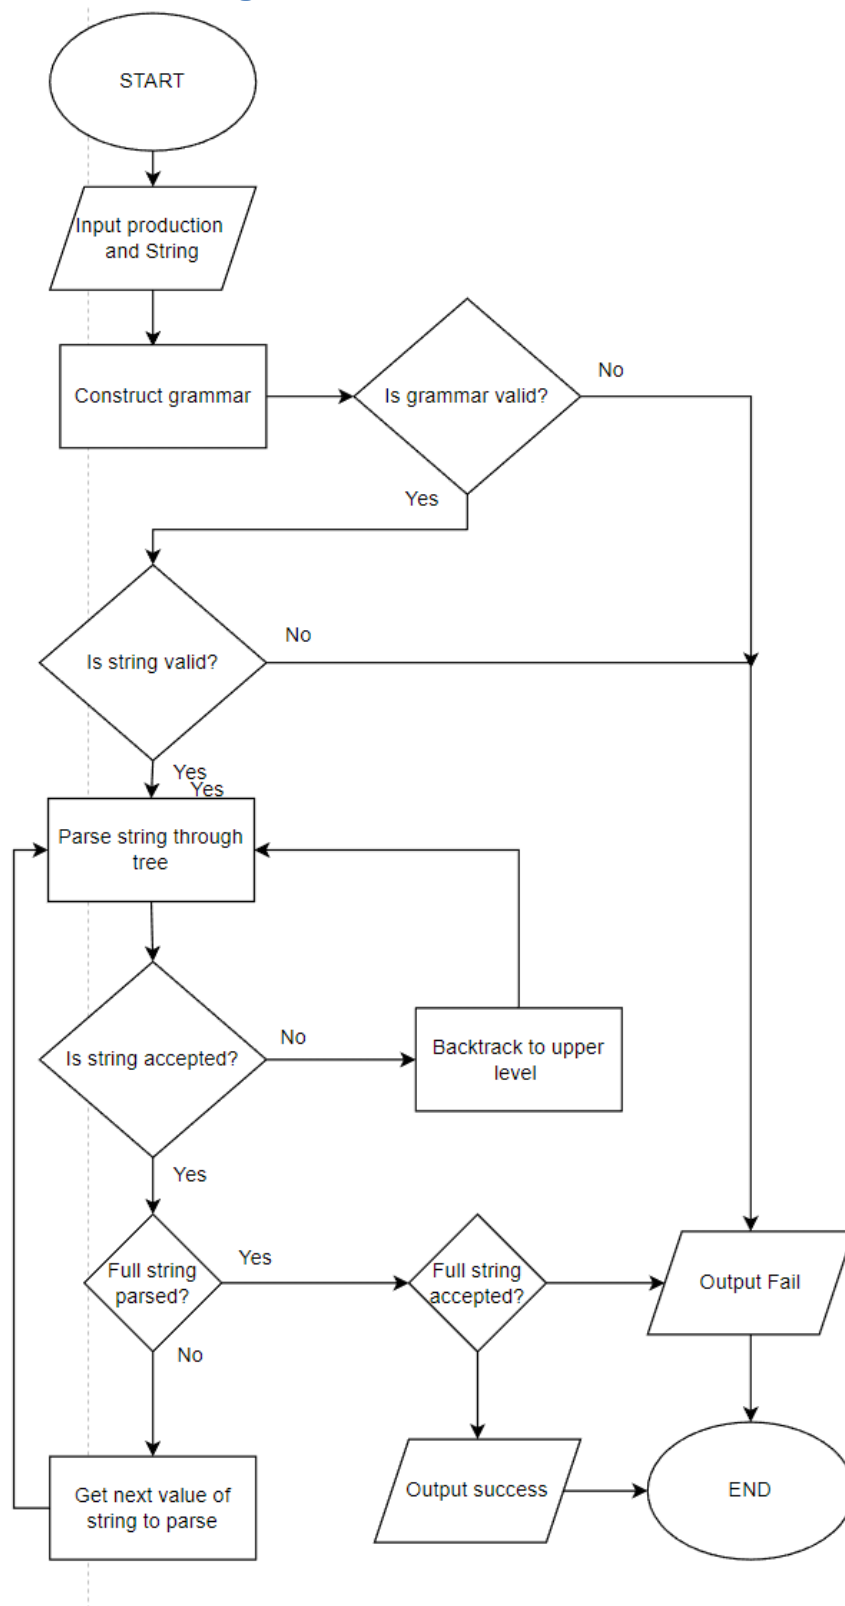 START
Input production
and String
Construct grammar
Is grammar valid?
No
Yes
Is string valid?
No
Yes
Yes
Parse string through
tree
Is string accepted?
No
Backtrack to upper
level
Yes
Full string
parsed?
Yes
Full string
accepted?
Output Fail
No
Get next value of
string to parse
Output success
END